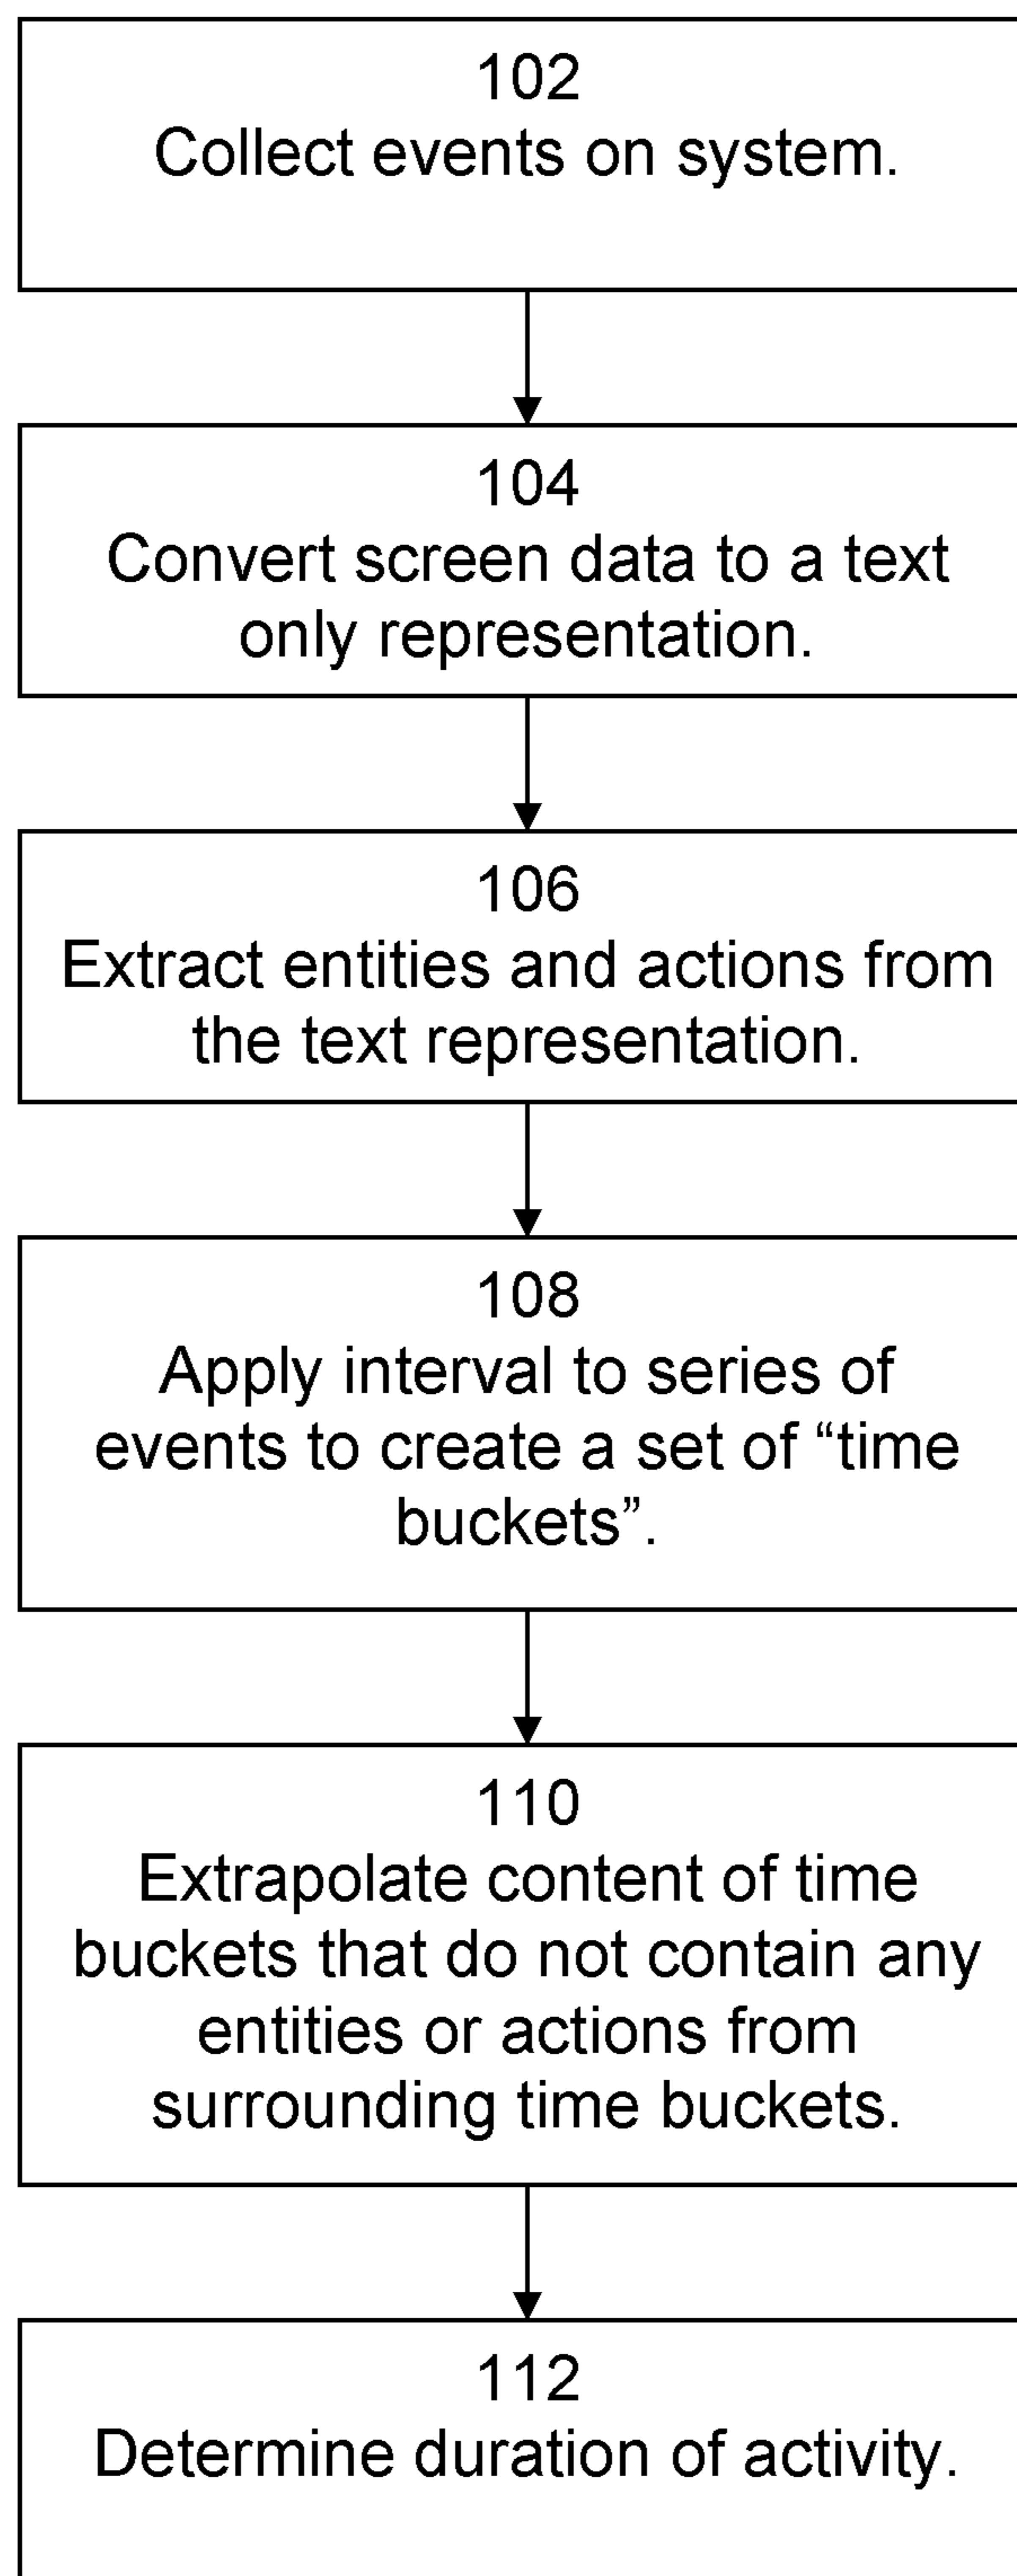 102
Collect events on system.
104
Convert screen data to a text
only representation.
106
Extract entities and actions from
the text representation.
108
Apply interval to series of
events to create a set of “time
buckets”.
110
Extrapolate content of time
buckets that do not contain any
entities or actions from
surrounding time buckets.
112
Determine duration of activity.